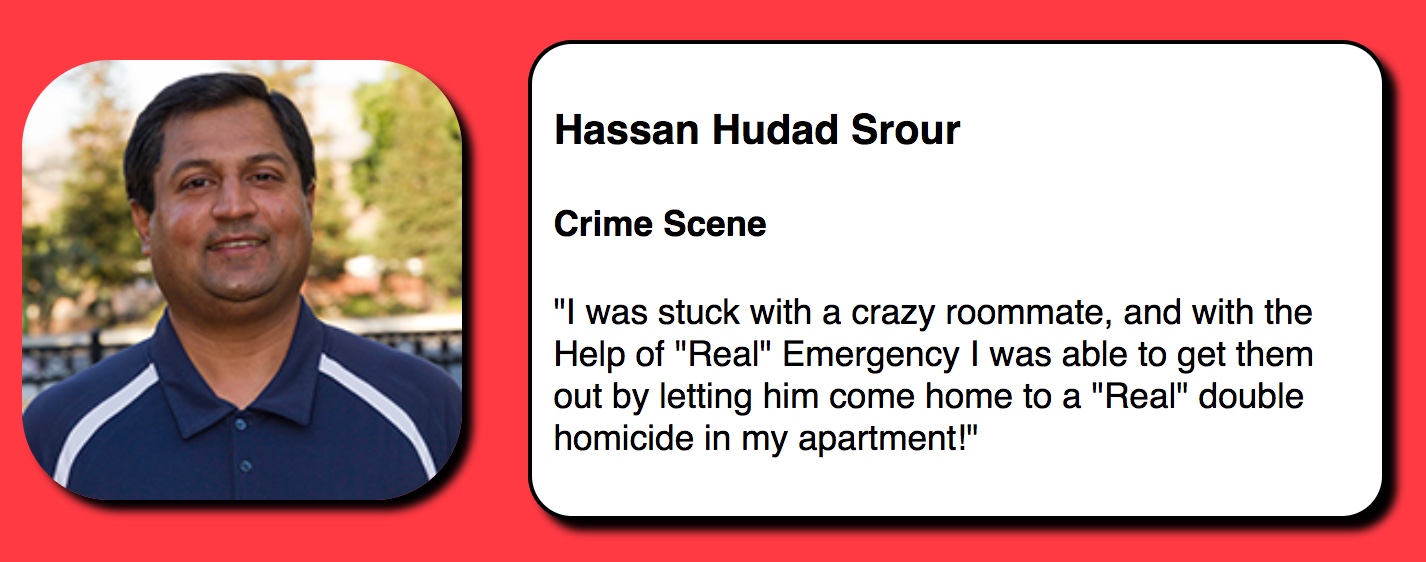 Hassan Hudad Srour
Crime Scene
"I was stuck with a crazy roommate, and with the
Help of "Real" Emergency I was able to get them
out by letting him come home to a "Real" double
homicide in my apartment!"